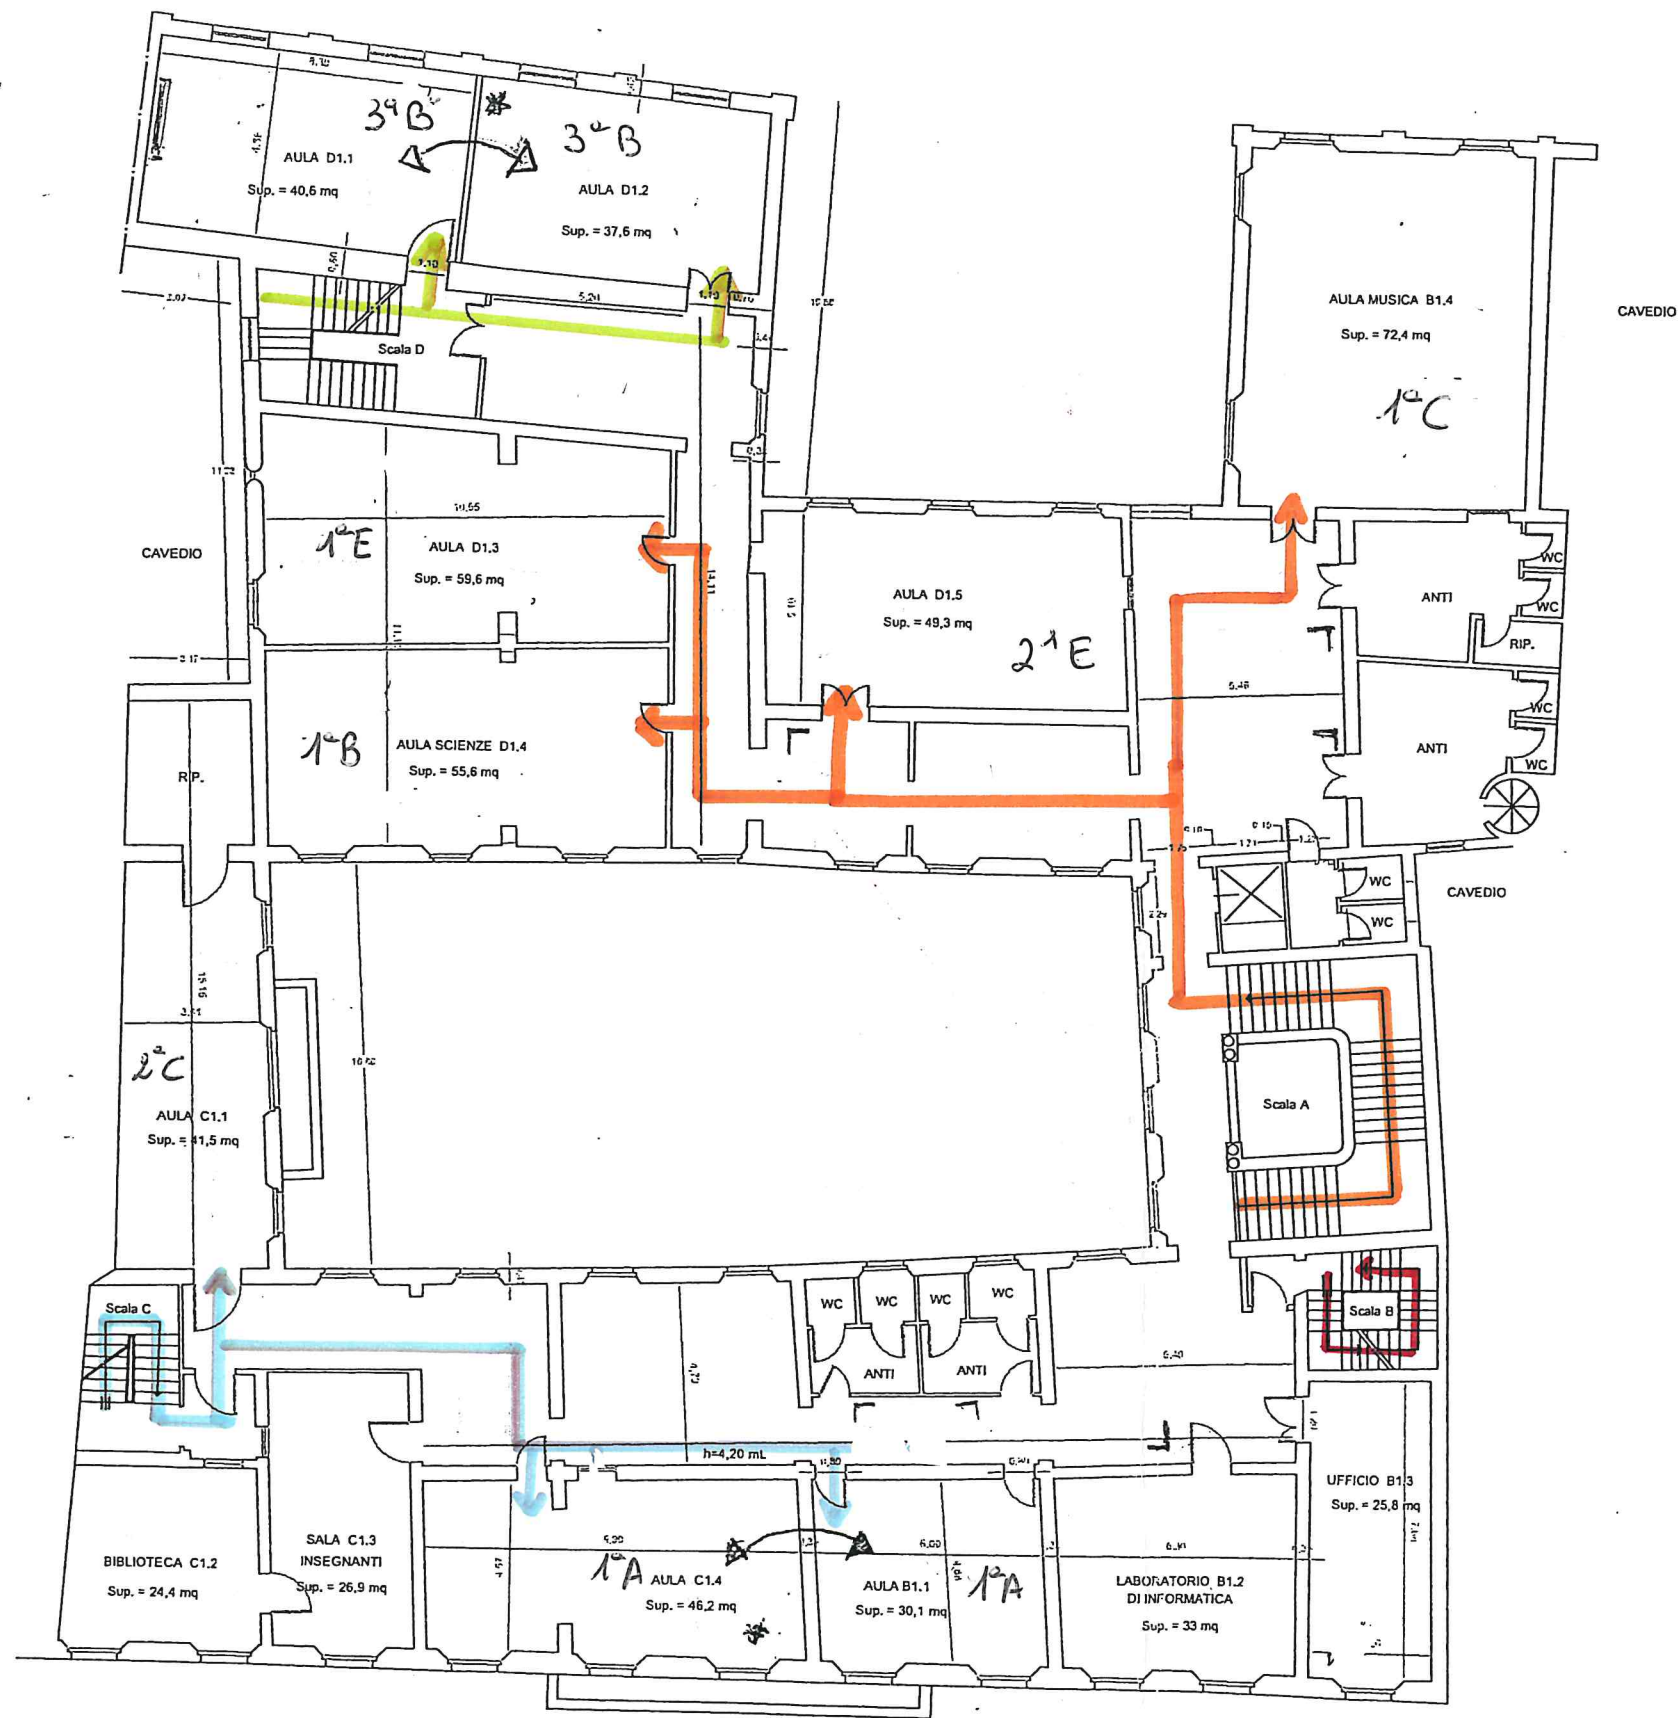 3ª B
AULA D1.1
Sup. = 40,6 mq
3ª B
AULA D1.2
Sup. = 37,6 mq
Scala D
AULA MUSICA B1.4
Sup. = 72,4 mq
1ª C
CAVEDIO
CAVEDIO
1ª E
AULA D1.3
Sup. = 59,6 mq
AULA D1.5
Sup. = 49,3 mq
2ª E
ANTI
WC
WC
RIP.
1ª B
AULA SCIENZE D1.4
Sup. = 55,6 mq
RIP.
ANTI
WC
WC
WC
WC
CAVEDIO
2ª C
AULA C1.1
Sup. = 41,5 mq
Scala A
Scala C
Scala B
WC
WC
WC
WC
ANTI
ANTI
h=4,20 mL
BIBLIOTECA C1.2
Sup. = 24,4 mq
SALA C1.3
INSEGNANTI
Sup. = 26,9 mq
1ª A
AULA C1.4
Sup. = 46,2 mq
AULA B1.1
Sup. = 30,1 mq
1ª A
LABORATORIO B1.2
DI INFORMATICA
Sup. = 33 mq
UFFICIO B1.3
Sup. = 25,8 mq